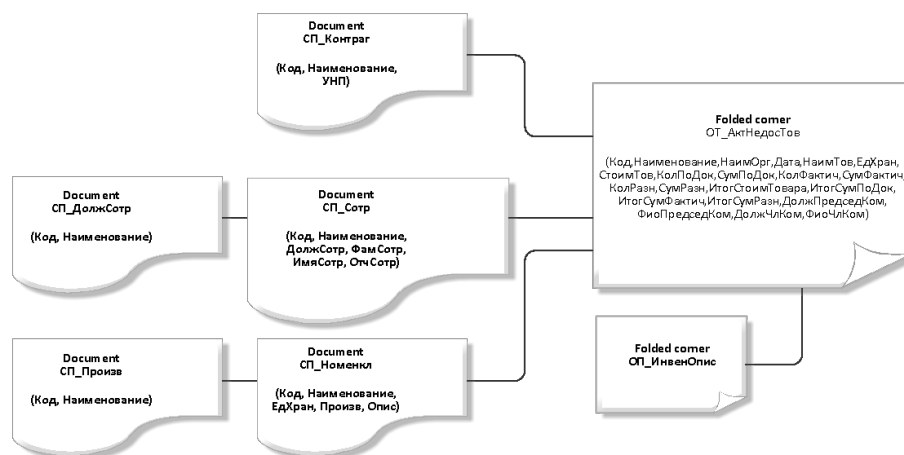 Document
СП_Контраг
(Код, Наименование,
УНП)
Folded corner
ОТ_АктНедосТов
(Код,Наименование,НаимОрг,Дата,НаимТов,ЕдХран,
СтоимТов,КолПоДок,СумПоДок,КолФактич,СумФактич,
КолРазн,СумРазн,ИтогСтоимТовара,ИтогСумПоДок,
ИтогСумФактич,ИтогСумРазн,ДолжПредседКом,
ФиоПредседКом,ДолжЧлКом,ФиоЧлКом)
Document
СП_ДолжСотр
(Код, Наименование)
Document
СП_Сотр
(Код, Наименование,
ДолжСотр, ФамСотр,
ИмяСотр, ОтчСотр)
Document
СП_Произв
(Код, Наименование)
Document
СП_Номенкл
(Код, Наименование,
ЕдХран, Произв, Опис)
Folded corner
ОП_ИнвенОпис